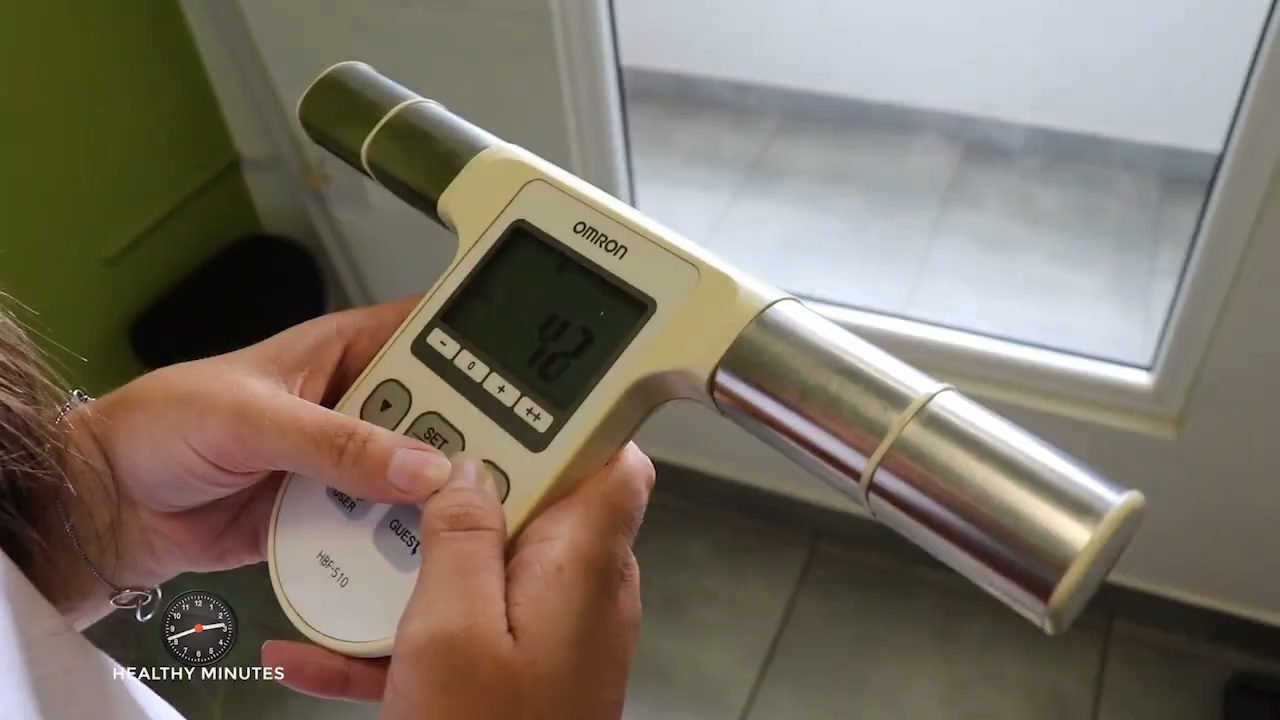 OMRON
42
- 0 + ++
▼ SET
USER
GUEST
HBF-510
HEALTHY MINUTES